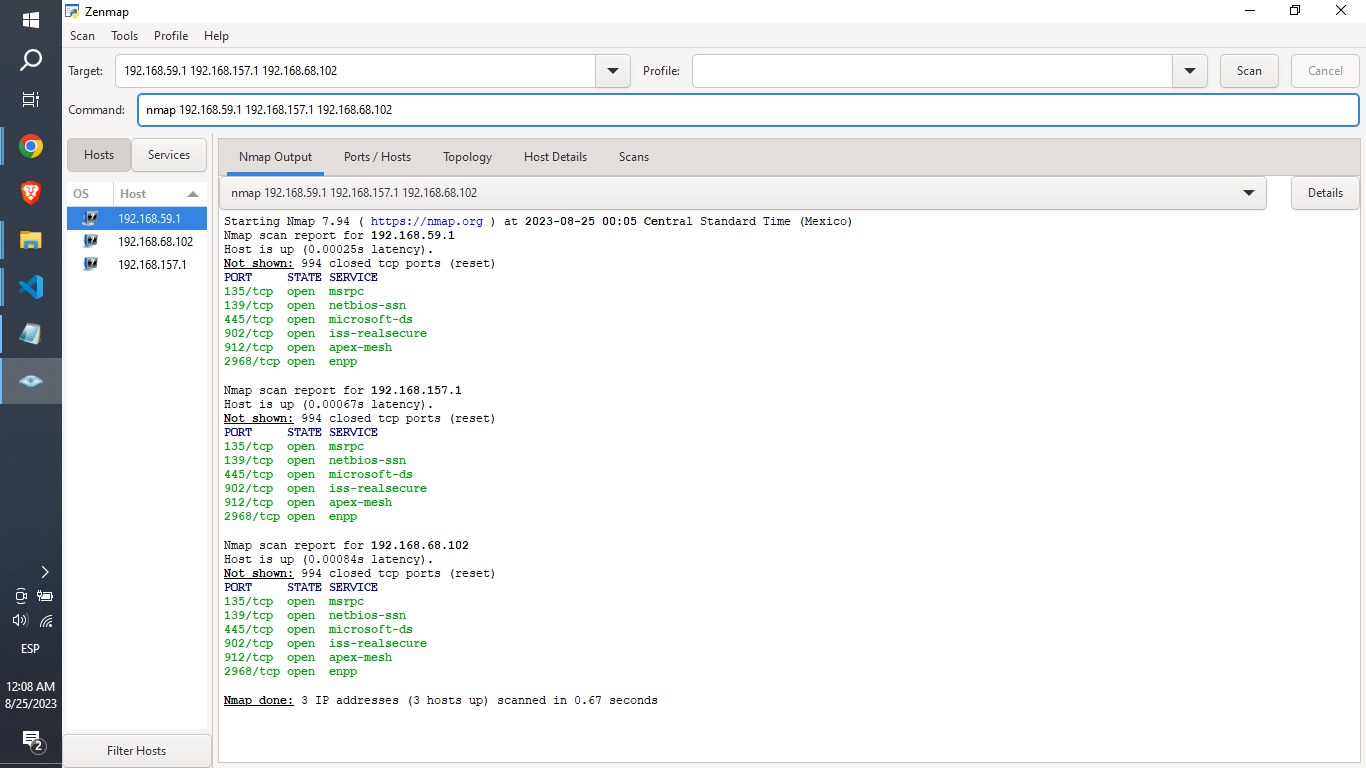 Zenmap
Scan Tools Profile Help
Target: 192.168.59.1 192.168.157.1 192.168.68.102 Profile: Scan Cancel
Command: nmap 192.168.59.1 192.168.157.1 192.168.68.102
Hosts Services
OS Host
192.168.59.1
192.168.68.102
192.168.157.1
Filter Hosts
Nmap Output Ports / Hosts Topology Host Details Scans
nmap 192.168.59.1 192.168.157.1 192.168.68.102 Details
Starting Nmap 7.94 ( https://nmap.org ) at 2023-08-25 00:05 Central Standard Time (Mexico)
Nmap scan report for 192.168.59.1
Host is up (0.00025s latency).
Not shown: 994 closed tcp ports (reset)
PORT STATE SERVICE
135/tcp open msrpc
139/tcp open netbios-ssn
445/tcp open microsoft-ds
902/tcp open iss-realsecure
912/tcp open apex-mesh
2968/tcp open enpp
Nmap scan report for 192.168.157.1
Host is up (0.00067s latency).
Not shown: 994 closed tcp ports (reset)
PORT STATE SERVICE
135/tcp open msrpc
139/tcp open netbios-ssn
445/tcp open microsoft-ds
902/tcp open iss-realsecure
912/tcp open apex-mesh
2968/tcp open enpp
Nmap scan report for 192.168.68.102
Host is up (0.00084s latency).
Not shown: 994 closed tcp ports (reset)
PORT STATE SERVICE
135/tcp open msrpc
139/tcp open netbios-ssn
445/tcp open microsoft-ds
902/tcp open iss-realsecure
912/tcp open apex-mesh
2968/tcp open enpp
Nmap done: 3 IP addresses (3 hosts up) scanned in 0.67 seconds
ESP
12:08 AM
8/25/2023
2